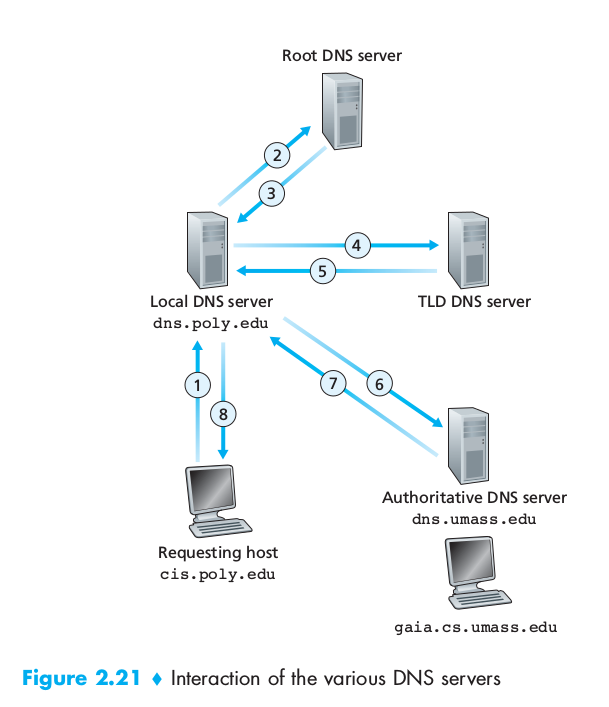 Root DNS server
2
3
4
5
Local DNS server
dns.poly.edu
TLD DNS server
1
8
7
6
Authoritative DNS server
dns.umass.edu
Requesting host
cis.poly.edu
gaia.cs.umass.edu
Figure 2.21 ♦ Interaction of the various DNS servers